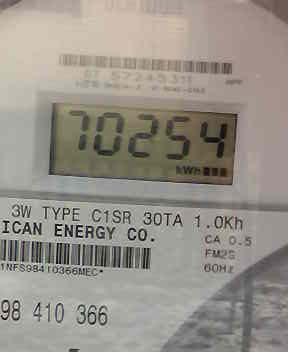 57245311
70254
kWh
3W TYPE C1SR 30TA 1.0Kh
ICAN ENERGY CO.
CA 0.5
FM2S
60Hz
1NFS98410366MEC*
98 410 366